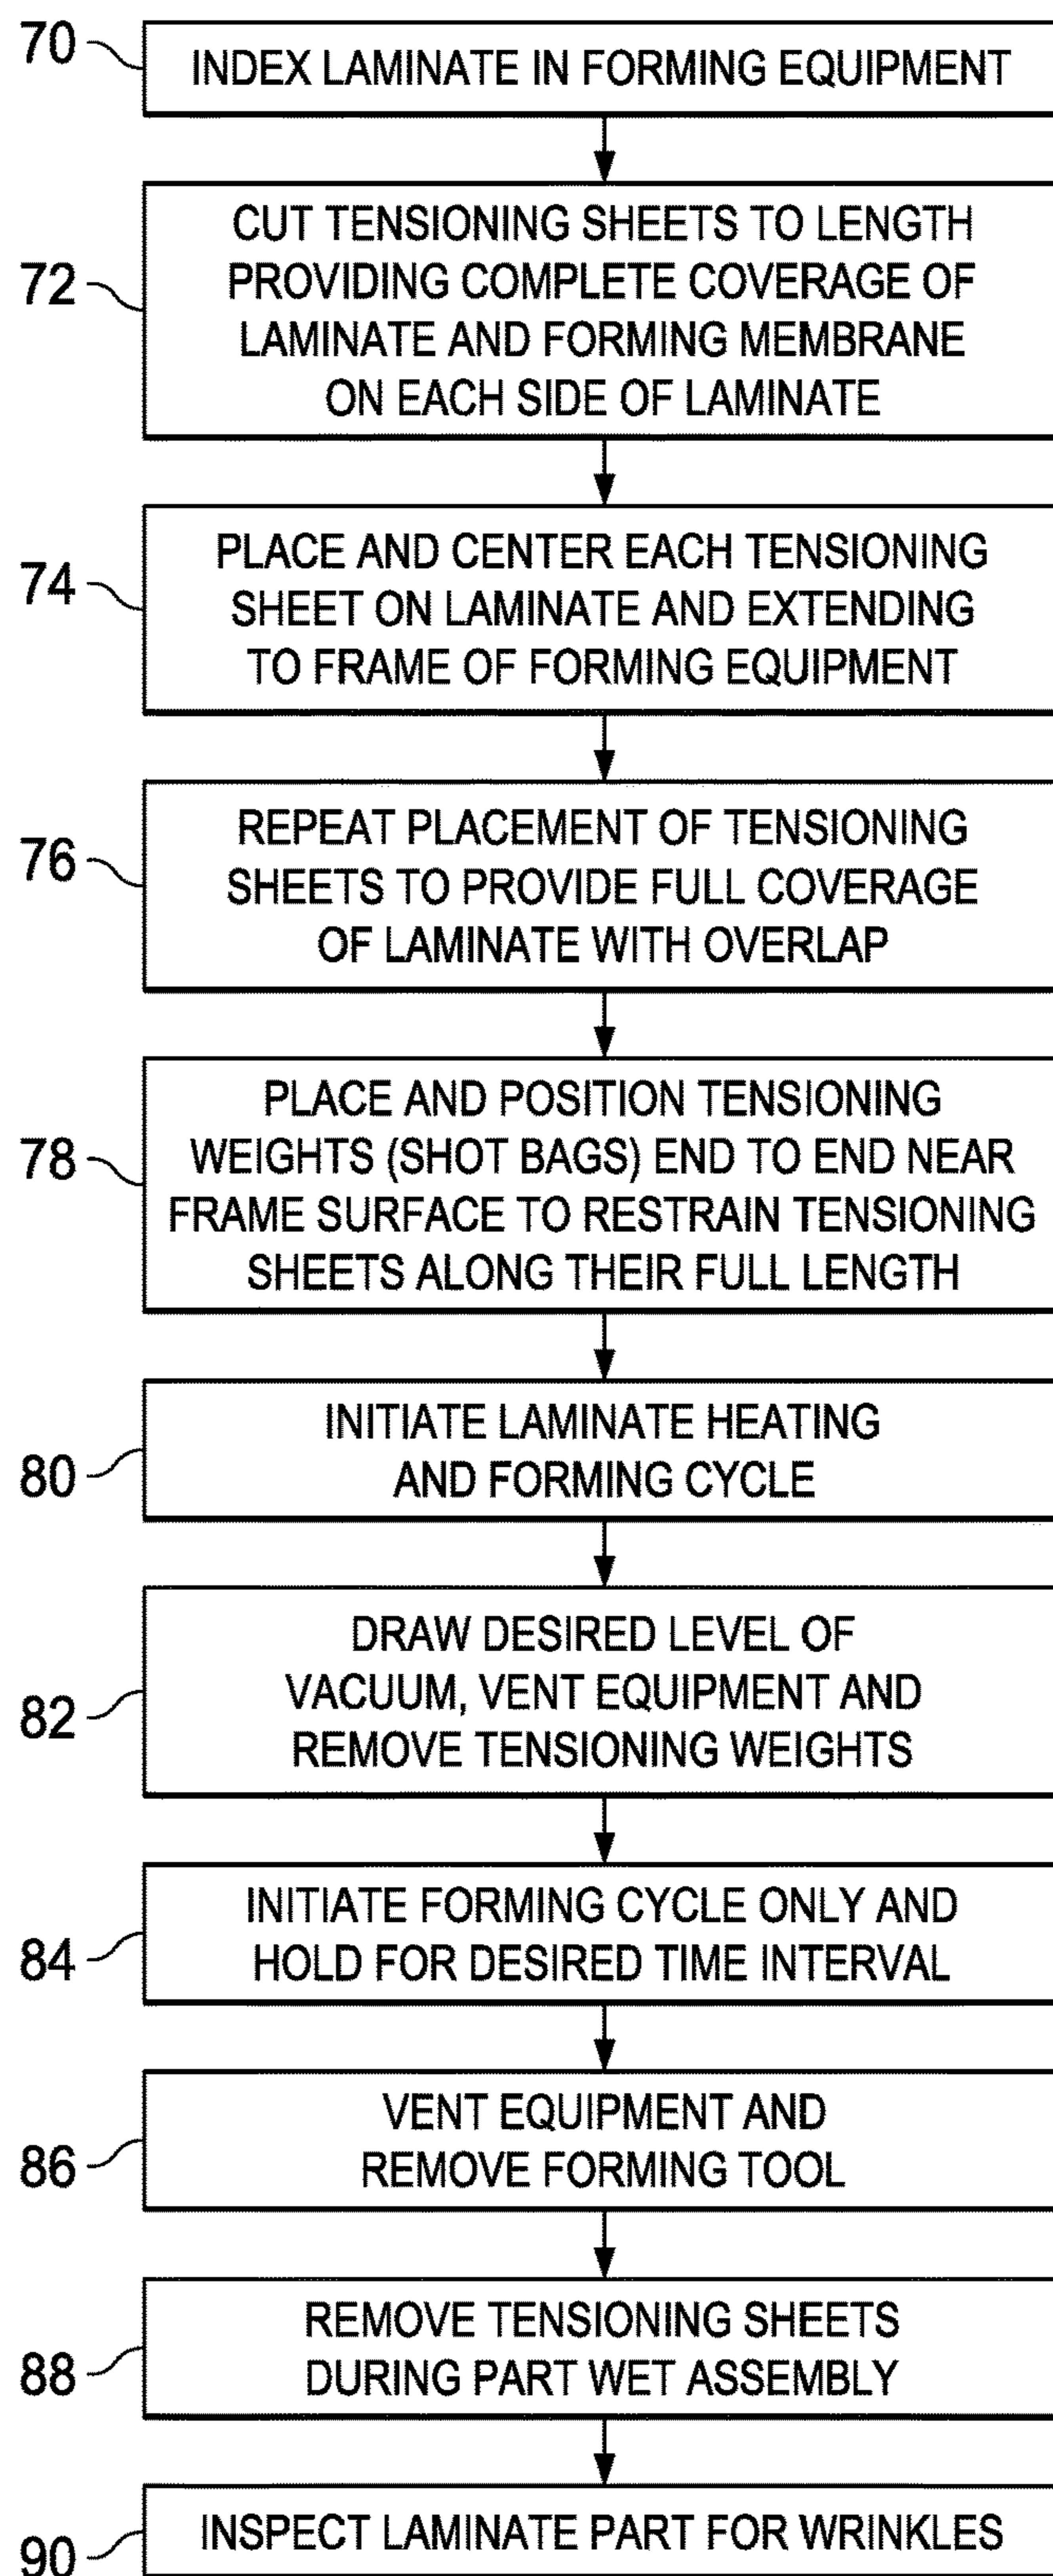 70
INDEX LAMINATE IN FORMING EQUIPMENT
72
CUT TENSIONING SHEETS TO LENGTH
PROVIDING COMPLETE COVERAGE OF
LAMINATE AND FORMING MEMBRANE
ON EACH SIDE OF LAMINATE
74
PLACE AND CENTER EACH TENSIONING
SHEET ON LAMINATE AND EXTENDING
TO FRAME OF FORMING EQUIPMENT
76
REPEAT PLACEMENT OF TENSIONING
SHEETS TO PROVIDE FULL COVERAGE
OF LAMINATE WITH OVERLAP
78
PLACE AND POSITION TENSIONING
WEIGHTS (SHOT BAGS) END TO END NEAR
FRAME SURFACE TO RESTRAIN TENSIONING
SHEETS ALONG THEIR FULL LENGTH
80
INITIATE LAMINATE HEATING
AND FORMING CYCLE
82
DRAW DESIRED LEVEL OF
VACUUM, VENT EQUIPMENT AND
REMOVE TENSIONING WEIGHTS
84
INITIATE FORMING CYCLE ONLY AND
HOLD FOR DESIRED TIME INTERVAL
86
VENT EQUIPMENT AND
REMOVE FORMING TOOL
88
REMOVE TENSIONING SHEETS
DURING PART WET ASSEMBLY
90
INSPECT LAMINATE PART FOR WRINKLES